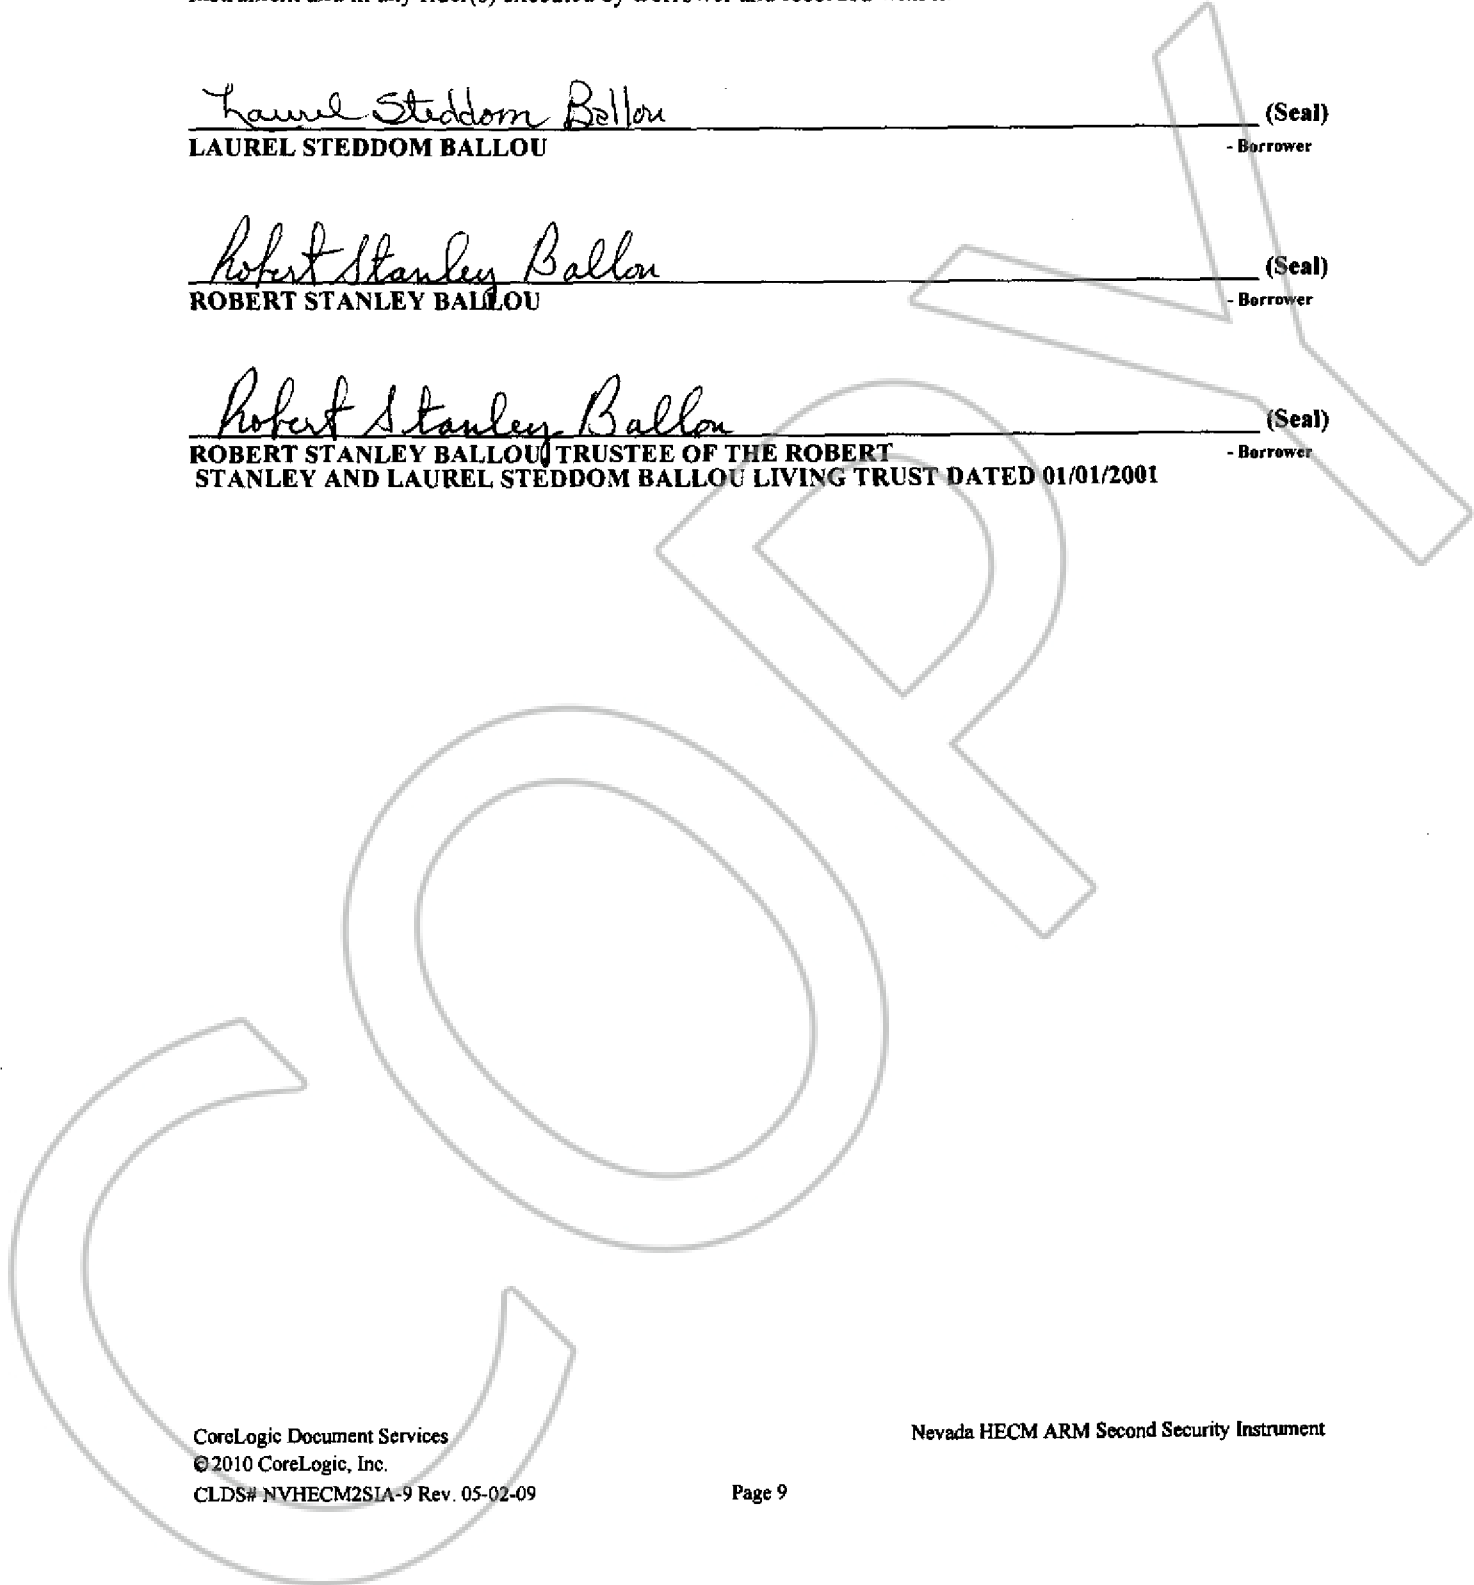 Laurel Steddom Ballou (Seal)
LAUREL STEDDOM BALLOU - Borrower
Robert Stanley Ballou (Seal)
ROBERT STANLEY BALLOU - Borrower
Robert Stanley Ballou (Seal)
ROBERT STANLEY BALLOU, TRUSTEE OF THE ROBERT - Borrower
STANLEY AND LAUREL STEDDOM BALLOU LIVING TRUST DATED 01/01/2001
COPY
CoreLogic Document Services Nevada HECM ARM Second Security Instrument
©2010 CoreLogic, Inc.
CLDS# NVHECM2SIA-9 Rev. 05-02-09 Page 9